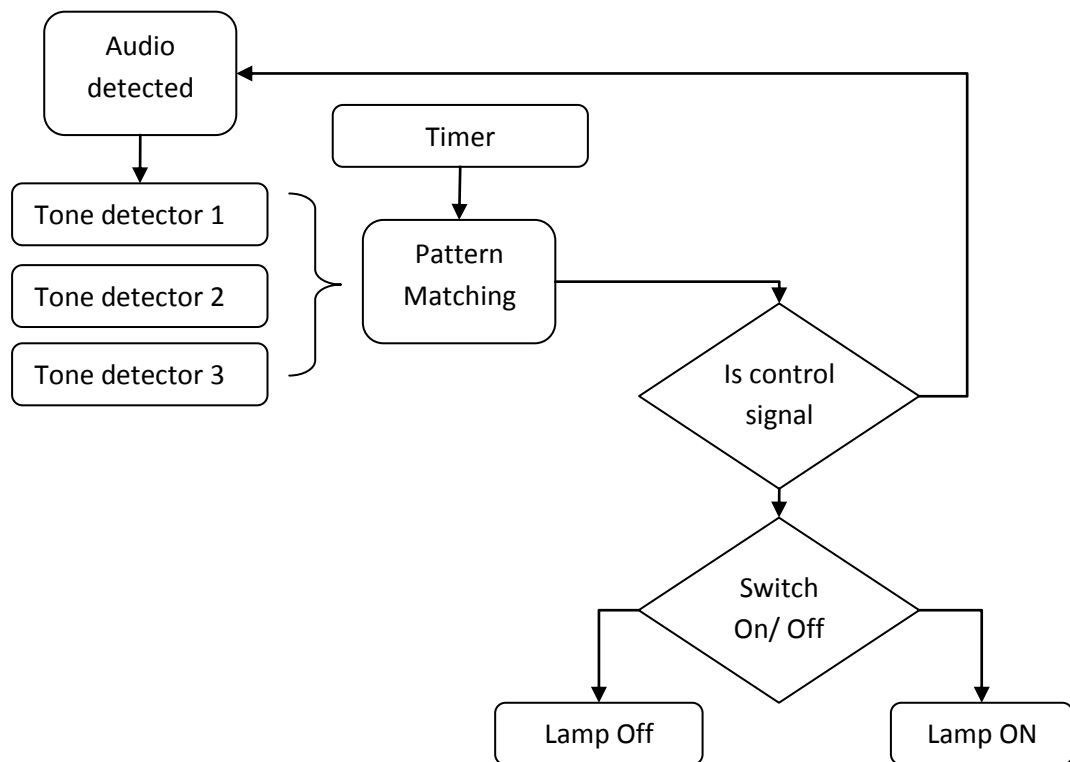 Audio
detected
Timer
Tone detector 1
Tone detector 2
Tone detector 3
Pattern
Matching
Is control
signal
Switch
On/ Off
Lamp Off
Lamp ON